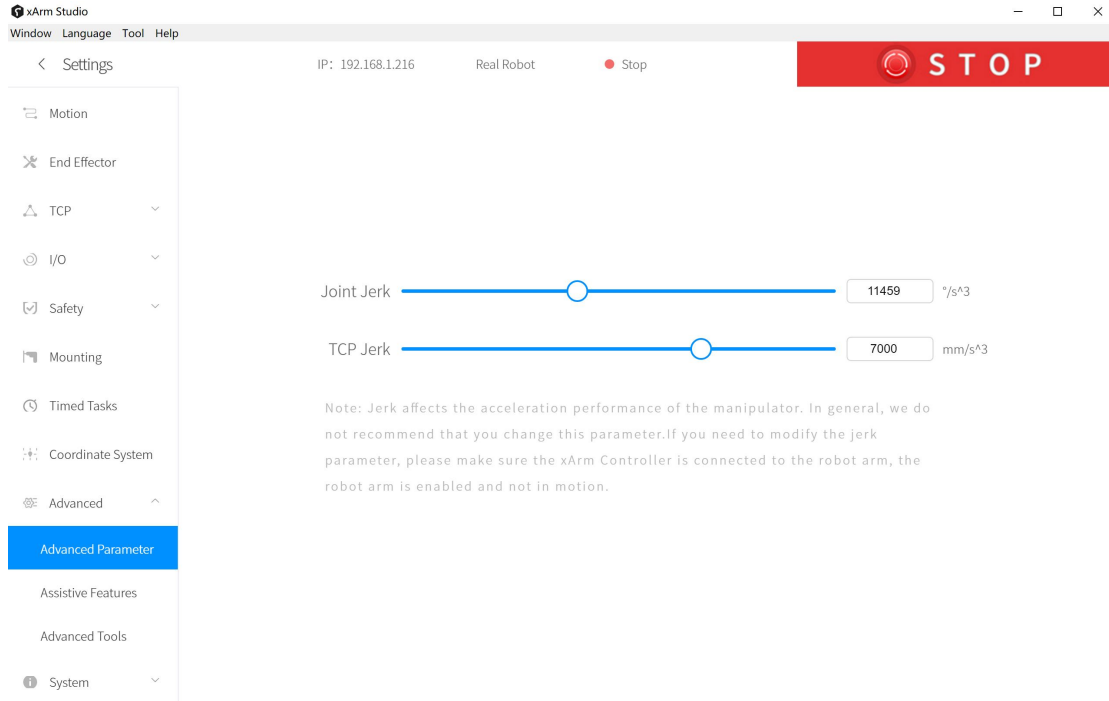 xArm Studio
Window Language Tool Help
Settings
IP: 192.168.1.216
Real Robot
Stop
STOP
Motion
End Effector
TCP
I/O
Safety
Mounting
Timed Tasks
Coordinate System
Advanced
Advanced Parameter
Assistive Features
Advanced Tools
System
Joint Jerk 11459 °/s^3
TCP Jerk 7000 mm/s^3
Note: Jerk affects the acceleration performance of the manipulator. In general, we do
not recommend that you change this parameter.If you need to modify the jerk
parameter, please make sure the xArm Controller is connected to the robot arm, the
robot arm is enabled and not in motion.